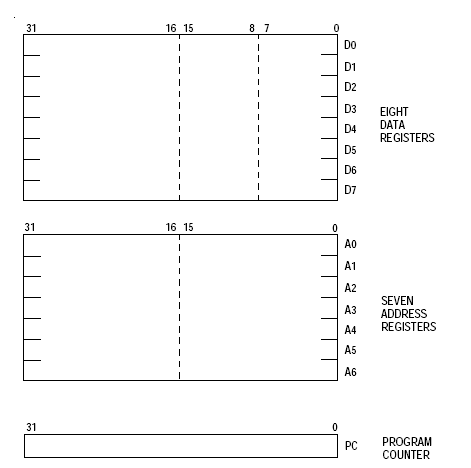 31 16 15 8 7 0
D0
D1
D2
D3
D4
D5
D6
D7
EIGHT
DATA
REGISTERS
31 16 15 0
A0
A1
A2
A3
A4
A5
A6
SEVEN
ADDRESS
REGISTERS
31 0
PC
PROGRAM
COUNTER